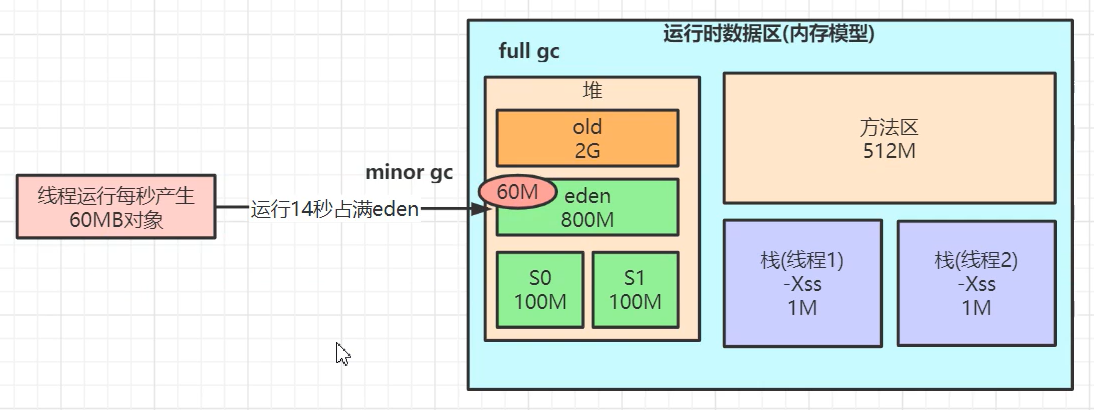 运行时数据区(内存模型)
full gc
堆
old
2G
minor gc
60M
eden
800M
线程运行每秒产生
60MB对象
运行14秒占满eden
S0
100M
S1
100M
方法区
512M
栈(线程1)
-Xss
1M
栈(线程2)
-Xss
1M